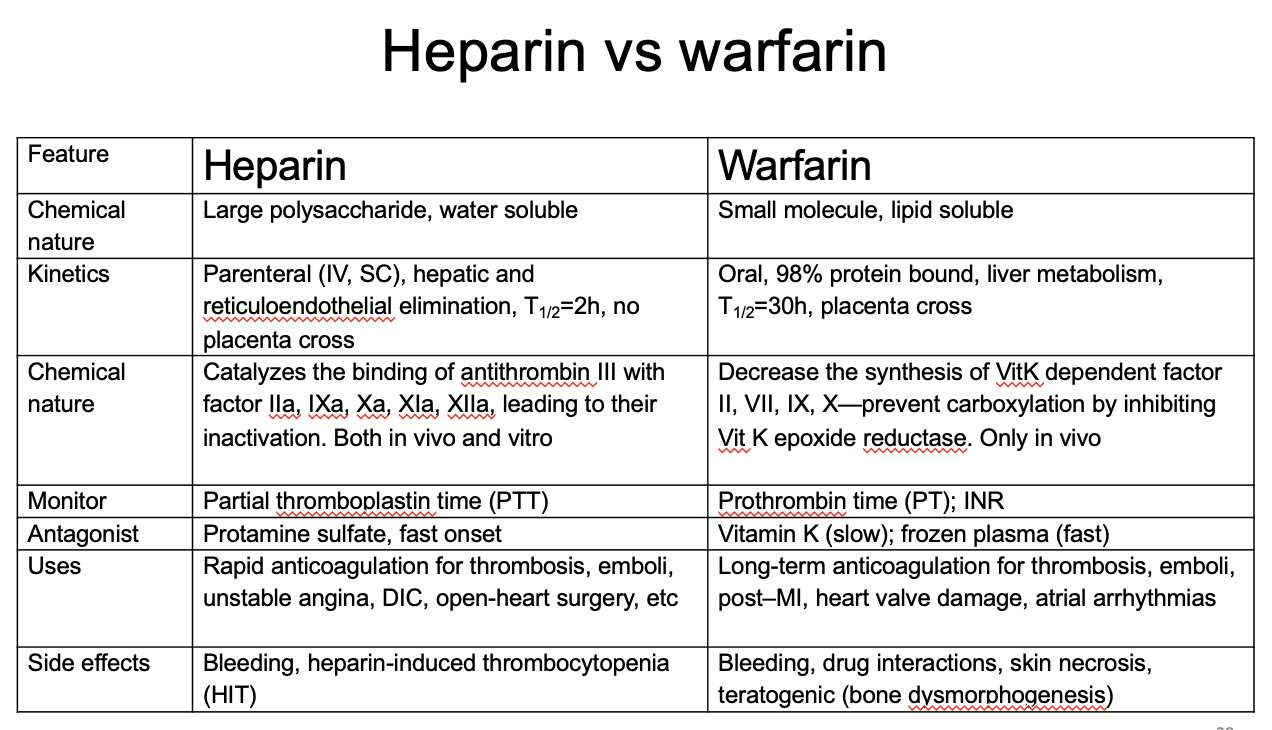 Heparin vs warfarin
Feature
Heparin
Warfarin
Chemical
nature
Large polysaccharide, water soluble
Small molecule, lipid soluble
Kinetics
Parenteral (IV, SC), hepatic and
reticuloendothelial elimination, T1/2=2h, no
placenta cross
Oral, 98% protein bound, liver metabolism,
T1/2=30h, placenta cross
Chemical
nature
Catalyzes the binding of antithrombin III with
factor IIa, IXa, Xa, XIa, XIIa, leading to their
inactivation. Both in vivo and vitro
Decrease the synthesis of VitK dependent factor
II, VII, IX, X—prevent carboxylation by inhibiting
Vit K epoxide reductase. Only in vivo
Monitor
Partial thromboplastin time (PTT)
Prothrombin time (PT); INR
Antagonist
Protamine sulfate, fast onset
Vitamin K (slow); frozen plasma (fast)
Uses
Rapid anticoagulation for thrombosis, emboli,
unstable angina, DIC, open-heart surgery, etc
Long-term anticoagulation for thrombosis, emboli,
post–MI, heart valve damage, atrial arrhythmias
Side effects
Bleeding, heparin-induced thrombocytopenia
(HIT)
Bleeding, drug interactions, skin necrosis,
teratogenic (bone dysmorphogenesis)